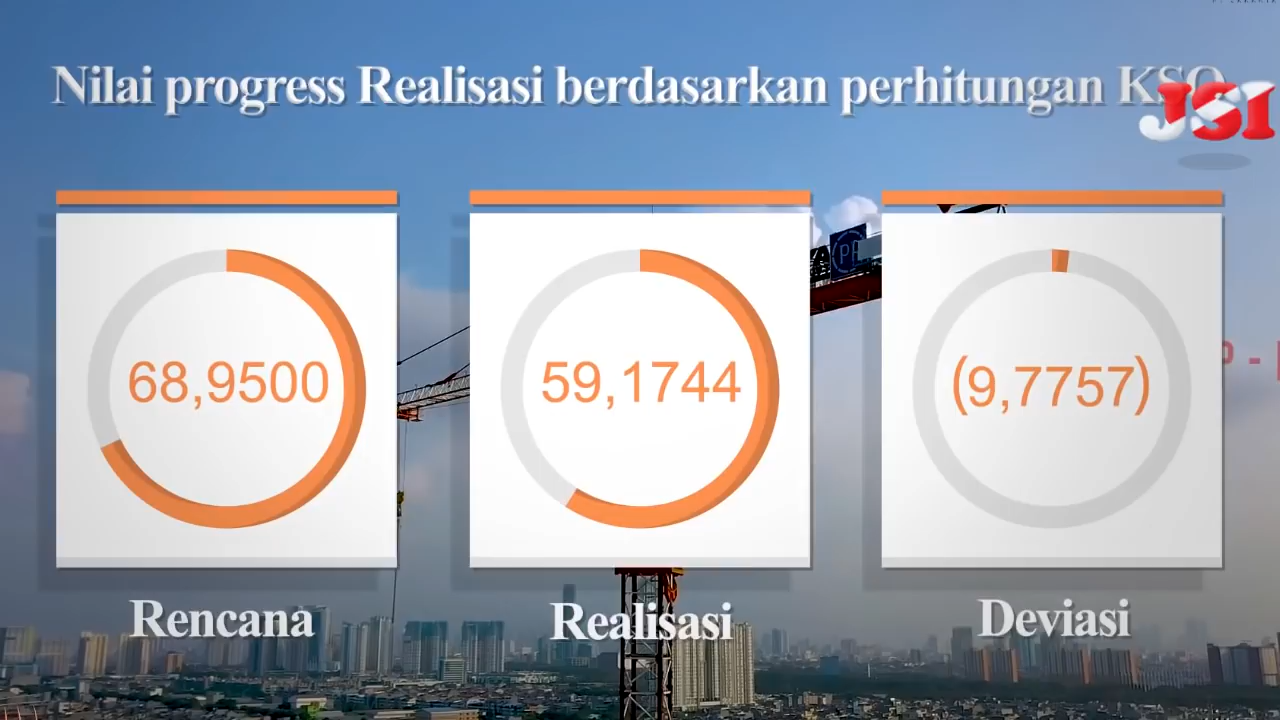 Nilai progress Realisasi berdasarkan perhitungan KSO
JSI
68,9500
59,1744
(9,7757)
Rencana
Realisasi
Deviasi